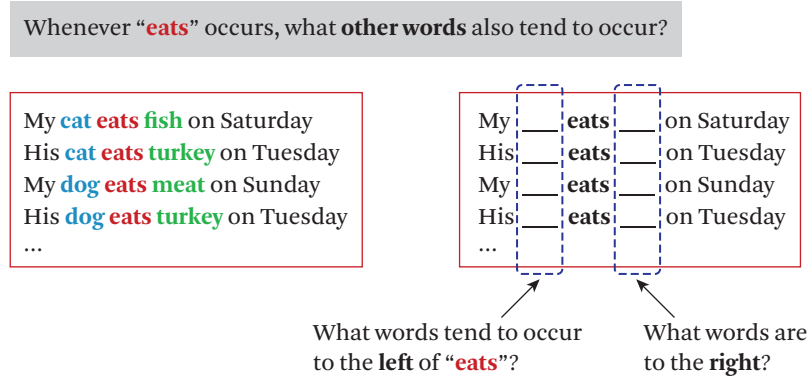 Whenever “eats” occurs, what other words also tend to occur?
My cat eats fish on Saturday
His cat eats turkey on Tuesday
My dog eats meat on Sunday
His dog eats turkey on Tuesday
...
My ___ eats ___ on Saturday
His ___ eats ___ on Tuesday
My ___ eats ___ on Sunday
His ___ eats ___ on Tuesday
...
What words tend to occur
to the left of “eats”?
What words are
to the right?